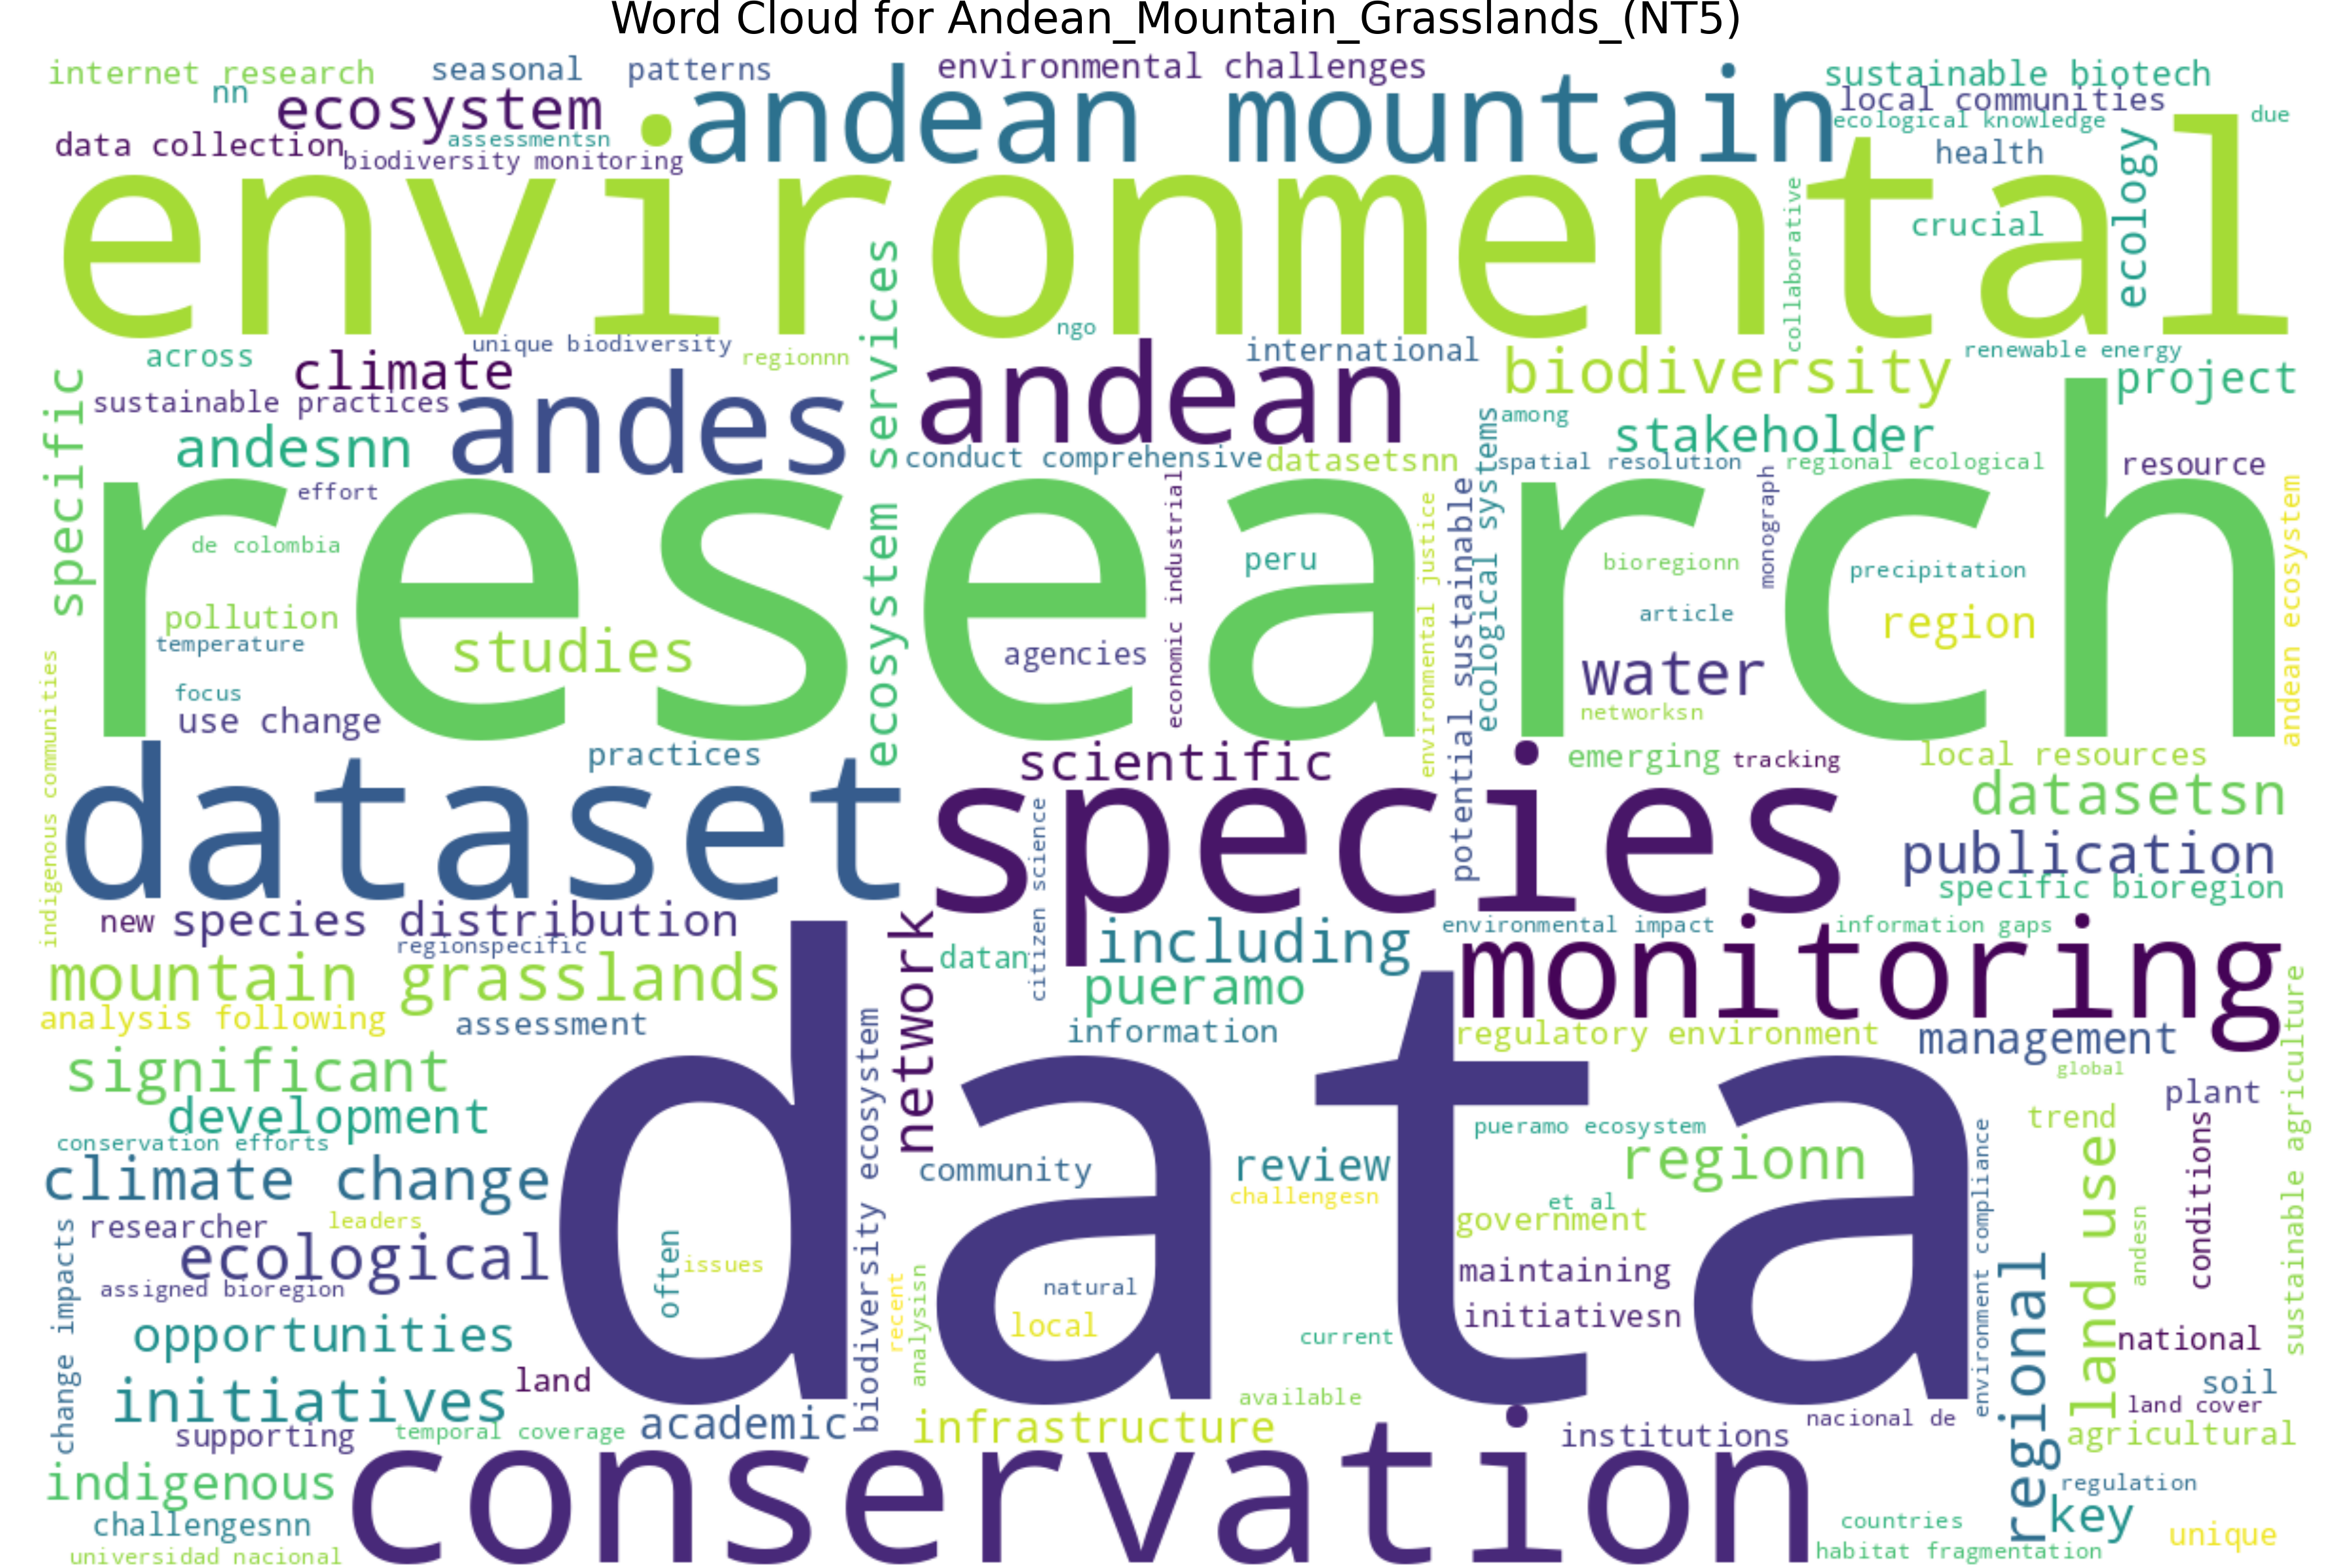 Word Cloud for Andean_Mountain_Grasslands_(NT5)
internet research
seasonal
patterns
environmental challenges
sustainable biotech
nn
ecosystem
andean mountain
local communities
due
data collection
assessmentsn
ecological knowledge
biodiversity monitoring
health
environmental
collaborative
crucial
ecology
ecosystem services
ngo
across
climate
unique biodiversity
regionnn
international
renewable energy
specific
sustainable practices
andes
andean
biodiversity
project
among
andesnn
stakeholder
conduct comprehensive
datasetsnn
spatial resolution
regional ecological
resource
effort
research
de colombia
peru
economic industrial
environmental justice
potential sustainable
ecological systems
bioregionn
monograph
precipitation
andean ecosystem
pollution
temperature
studies
agencies
article
region
water
focus
use change
networksn
indigenous communities
practices
scientific
emerging
tracking
local resources
dataset
species
datasetsn
citizen science
publication
specific bioregion
new
species distribution
regionspecific
network
including
environmental impact
information gaps
datan
monitoring
mountain grasslands
pueramo
analysis following
assessment
information
regulatory environment
management
significant
biodiversity ecosystem
data
global
plant
sustainable agriculture
development
conservation efforts
pueramo ecosystem
trend
climate change
community
review
regionn
challengesn
et al
government
land use
conditions
environment compliance
researcher
leaders
ecological
often
issues
andesn
assigned bioregion
change impacts
recent
analysisn
natural
local
maintaining
initiativesn
opportunities
current
regional
national
land
initiatives
available
soil
land cover
supporting
temporal coverage
academic
infrastructure
institutions
nacional de
agricultural
indigenous
conservation
regulation
challengesnn
countries
key
unique
universidad nacional
habitat fragmentation